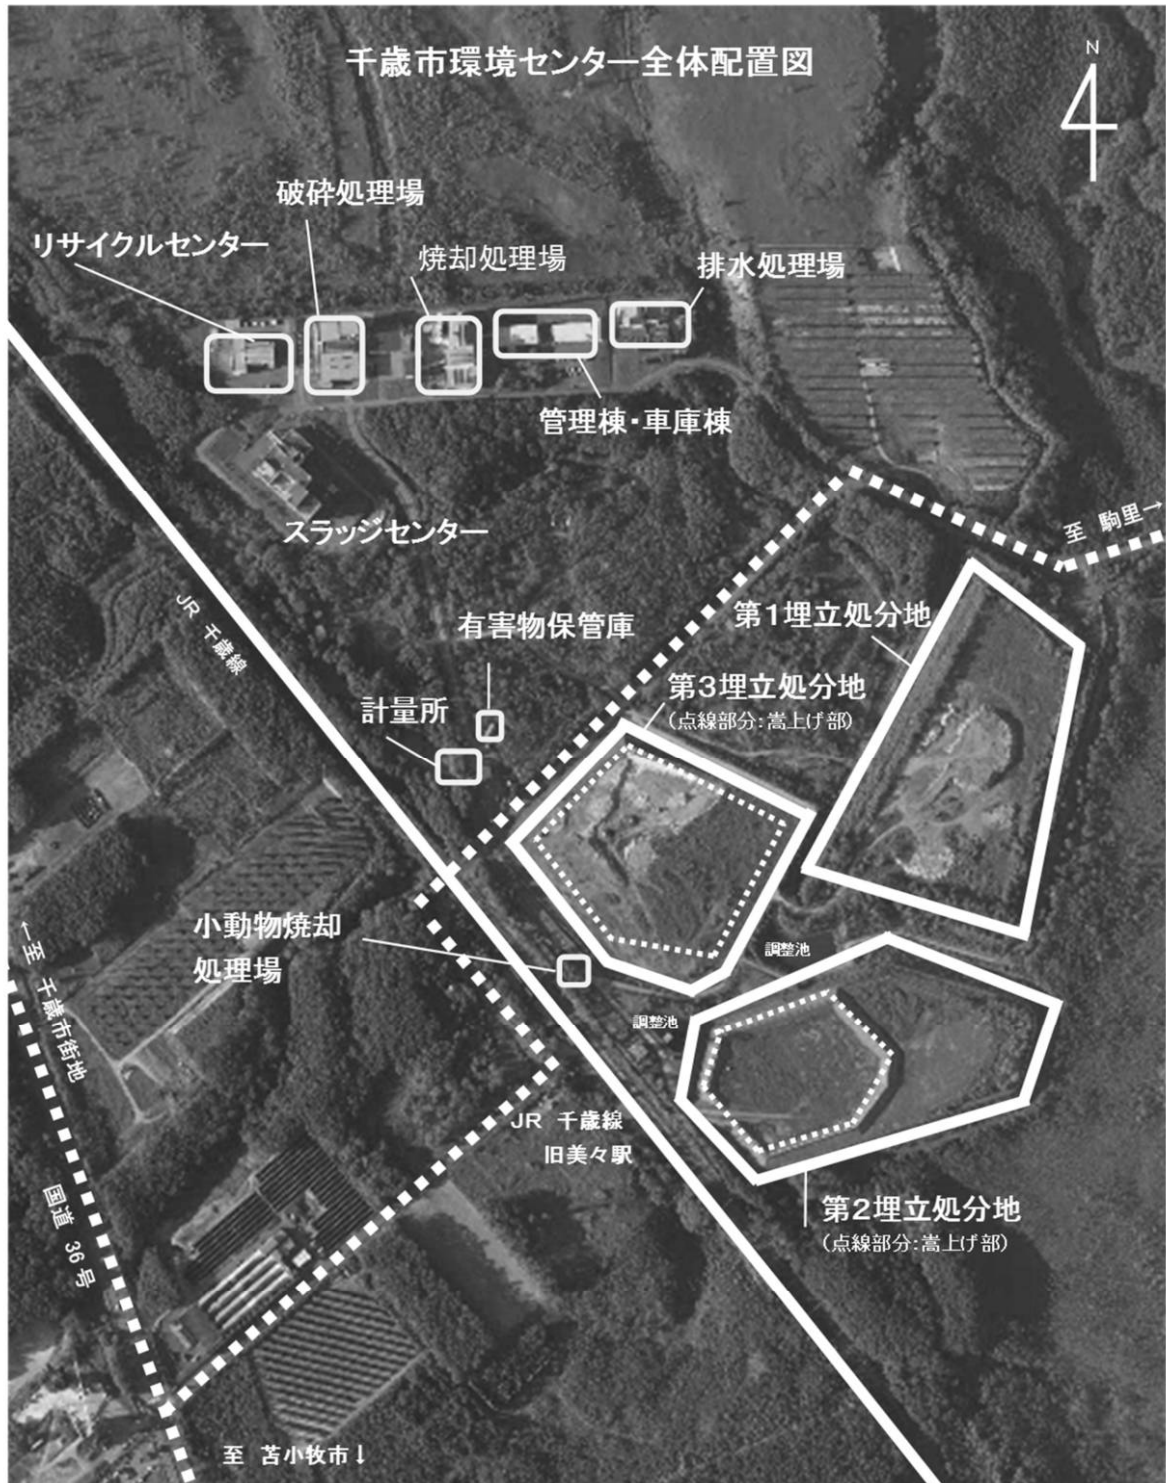 千歳市環境センター全体配置図
N
破砕処理場
リサイクルセンター
焼却処理場
排水処理場
管理棟・車庫棟
スラッジセンター
至 駒里→
JR 千歳線
有害物保管庫
第1埋立処分地
第3埋立処分地
(点線部分:嵩上げ部)
計量所
小動物焼却
処理場
調整池
←至 千歳市街地
調整池
JR 千歳線
旧美々駅
国道 36号
第2埋立処分地
(点線部分:嵩上げ部)
至 苫小牧市↓